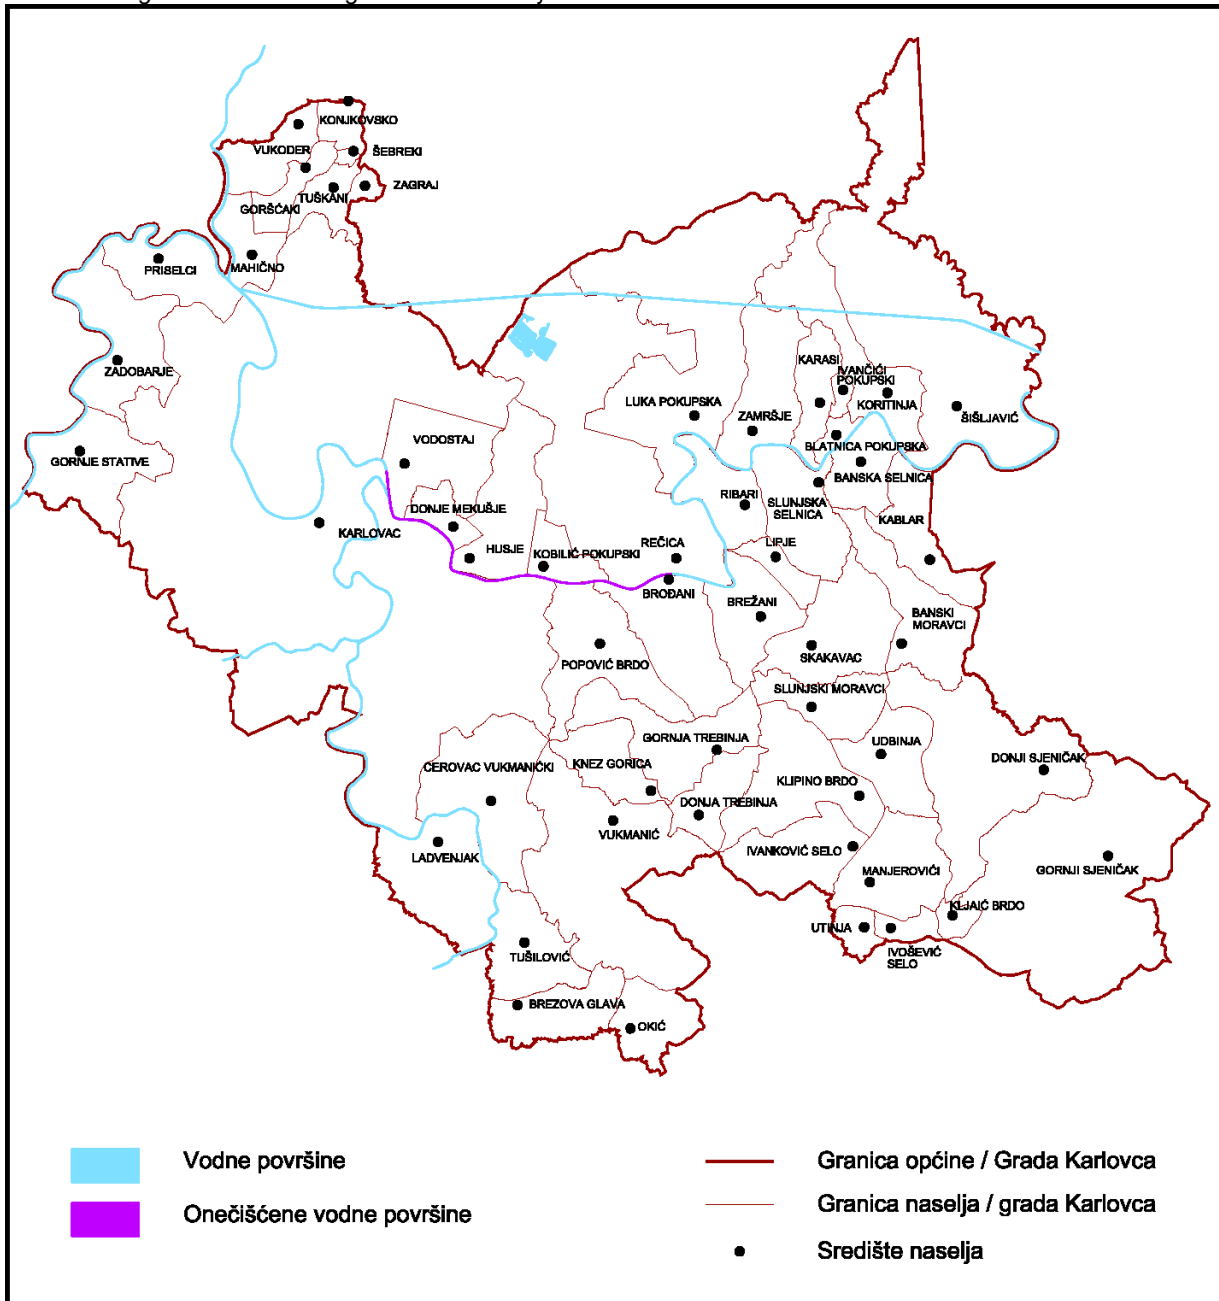 KONJKOVSKO
VUKODER
ŠEBREKI
ZAGRAJ
TUŠKANI
GORŠĆAKI
MAHIČNO
PRISELCI
ZADOBARJE
GORNJE STATIVE
KARASI
IVANČIĆI
POKUPSKI
KORITINJA
LUKA POKUPSKA
ZAMRŠJE
ŠIŠLJAVIĆ
VODOSTAJ
BLATNICA POKUPSKA
BANSKA SELNICA
RIBARI
SLUNJSKA
SELNICA
DONJE MEKUŠJE
KARLOVAC
KABLAR
HUSJE
KOBILIĆ POKUPSKI
REČICA
LIPJE
BROĐANI
BREŽANI
BANSKI
MORAVCI
POPOVIĆ BRDO
SKAKAVAC
SLUNJSKI MORAVCI
GORNJA TREBINJA
UDBINJA
DONJI SJENIČAK
CEROVAC VUKMANIĆKI
KNEZ GORICA
KLIPINO BRDO
DONJA TREBINJA
VUKMANIĆ
LADVENJAK
IVANKOVIĆ SELO
MANJEROVIĆI
GORNJI SJENIČAK
KLJAIĆ BRDO
UTINJA
IVOŠEVIĆ
SELO
TUŠILOVIĆ
BREZOVA GLAVA
OKIĆ
Vodne površine
Onečišćene vodne površine
Granica općine / Grada Karlovca
Granica naselja / grada Karlovca
Središte naselja